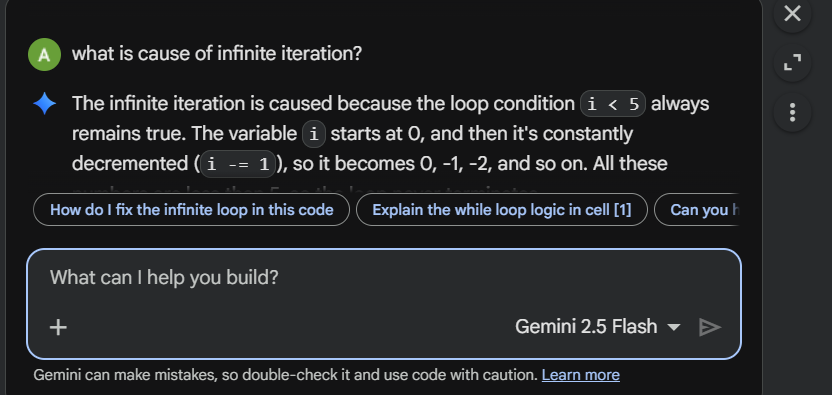 A what is cause of infinite iteration?
The infinite iteration is caused because the loop condition i < 5 always
remains true. The variable i starts at 0, and then it's constantly
decremented ( i -= 1 ), so it becomes 0, -1, -2, and so on. All these
How do I fix the infinite loop in this code Explain the while loop logic in cell [1] Can you h
What can I help you build?
+ Gemini 2.5 Flash
Gemini can make mistakes, so double-check it and use code with caution. Learn more